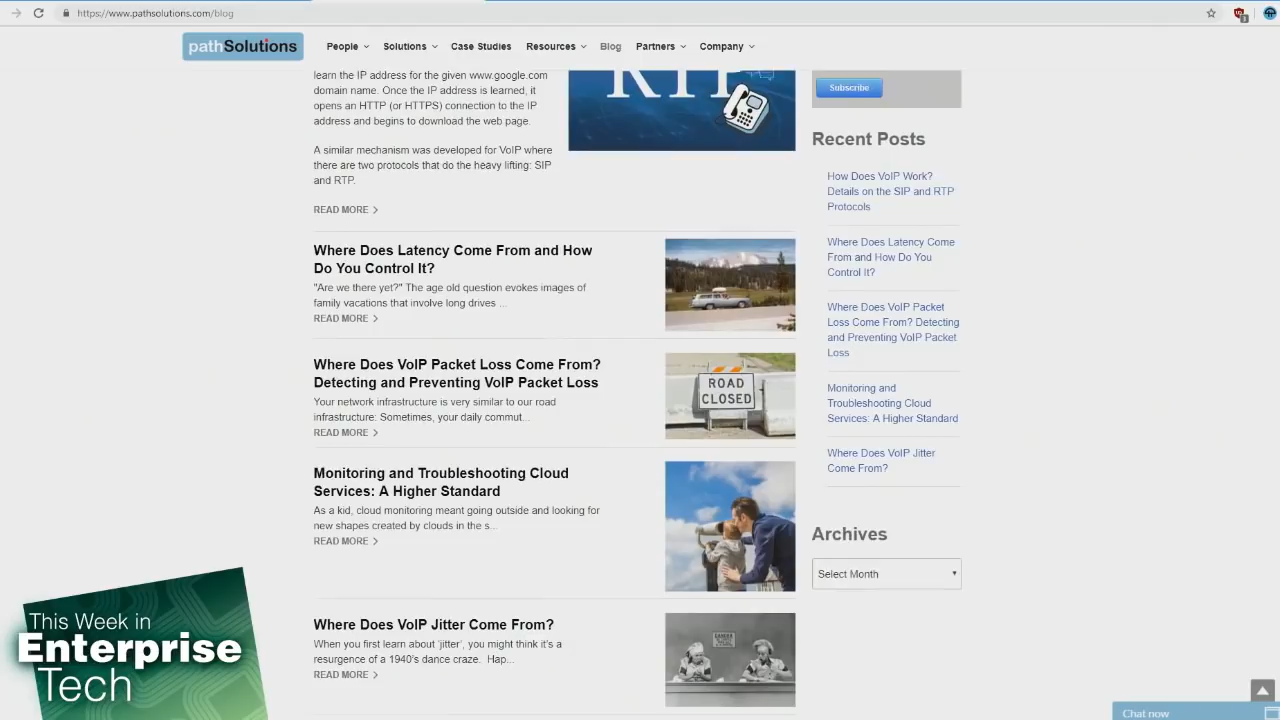 https://www.pathsolutions.com/blog
pathSolutions
People
Solutions
Case Studies
Resources
Blog
Partners
Company
learn the IP address for the given www.google.com
domain name. Once the IP address is learned, it
opens an HTTP (or HTTPS) connection to the IP
address and begins to download the web page.
A similar mechanism was developed for VoIP where
there are two protocols that do the heavy lifting: SIP
and RTP.
READ MORE
RTP
Where Does Latency Come From and How
Do You Control It?
"Are we there yet?" The age old question evokes images of
family vacations that involve long drives ...
READ MORE
Where Does VoIP Packet Loss Come From?
Detecting and Preventing VoIP Packet Loss
Your network infrastructure is very similar to our road
infrastructure: Sometimes, your daily commut...
READ MORE
ROAD
CLOSED
Monitoring and Troubleshooting Cloud
Services: A Higher Standard
As a kid, cloud monitoring meant going outside and looking for
new shapes created by clouds in the s...
READ MORE
Where Does VoIP Jitter Come From?
When you first learn about 'jitter', you might think it's a
resurgence of a 1940's dance craze. Hap...
READ MORE
Subscribe
Recent Posts
How Does VoIP Work?
Details on the SIP and RTP
Protocols
Where Does Latency Come
From and How Do You
Control It?
Where Does VoIP Packet
Loss Come From? Detecting
and Preventing VoIP Packet
Loss
Monitoring and
Troubleshooting Cloud
Services: A Higher Standard
Where Does VoIP Jitter
Come From?
Archives
Select Month
This Week in
Enterprise
Tech
Chat now